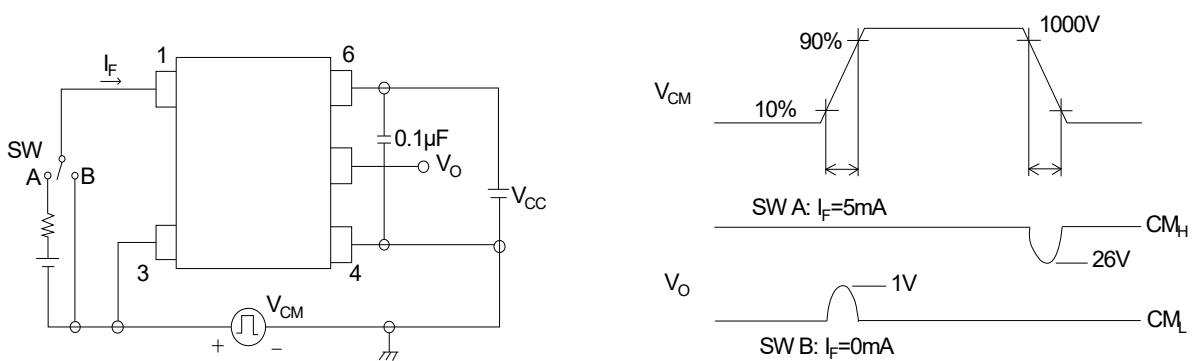 1
6
I_F
→
SW
A
B
0.1µF
V_O
V_CC
3
4
V_CM
+
−
V_CM
90%
10%
1000V
SW A: I_F=5mA
CM_H
26V
V_O
1V
CM_L
SW B: I_F=0mA